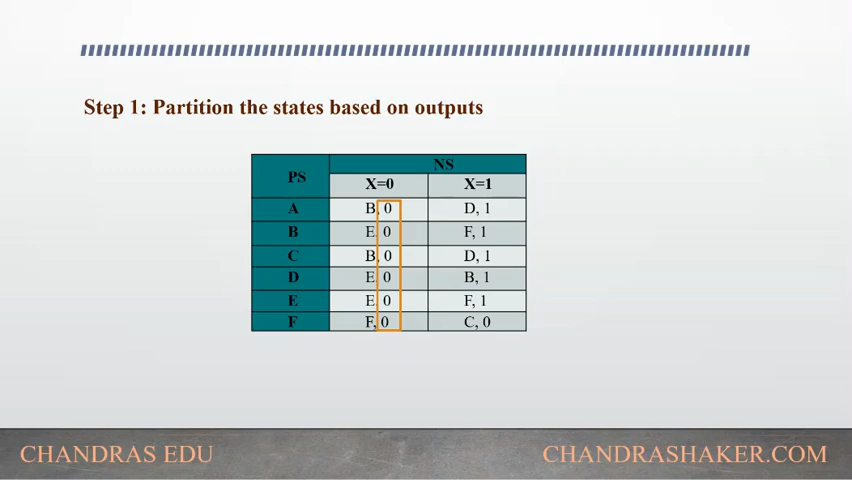 Step 1: Partition the states based on outputs
PS NS
X=0 X=1
A B, 0 D, 1
B E, 0 F, 1
C B, 0 D, 1
D E, 0 B, 1
E E, 0 F, 1
F F, 0 C, 0
CHANDRAS EDU CHANDRASHAKER.COM